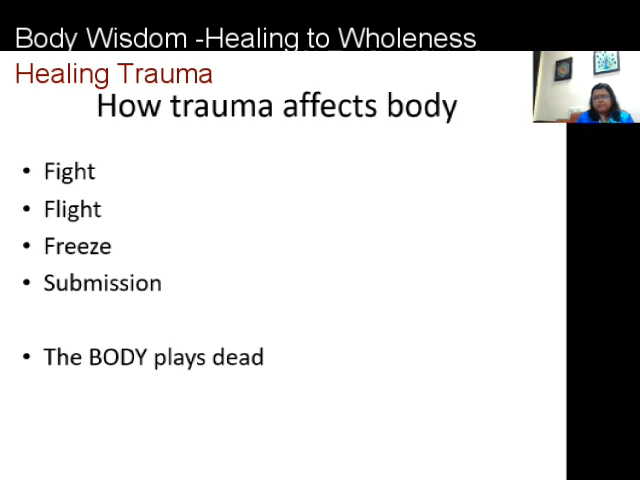 Body Wisdom -Healing to Wholeness
Healing Trauma
How trauma affects body
• Fight
• Flight
• Freeze
• Submission
• The BODY plays dead